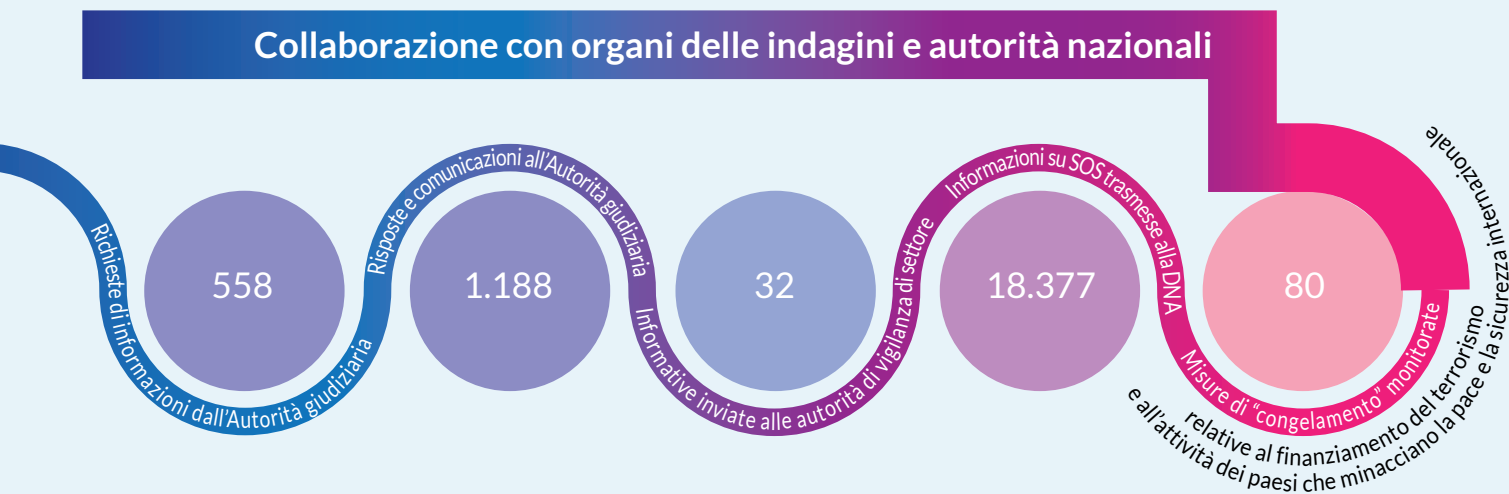 Collaborazione con organi delle indagini e autorità nazionali
Richieste di informazioni dall'Autorità giudiziaria
558
Risposte e comunicazioni all'Autorità giudiziaria
1.188
Informative inviate alle autorità di vigilanza di settore
32
Informazioni su SOS trasmesse alla DNA
18.377
Misure di "congelamento" monitorate
80
relative al finanziamento del terrorismo
e all'attività dei paesi che minacciano la pace e la sicurezza internazionale